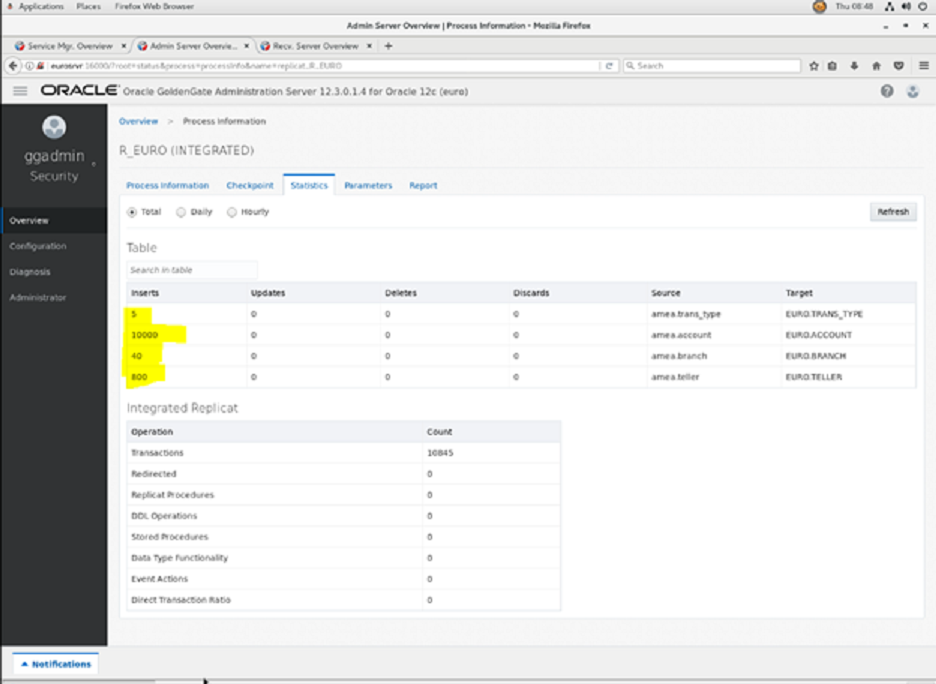 Applications Places Firefox Web Browser Thu 08:48
Admin Server Overview | Process Information - Mozilla Firefox
Service Mgr. Overview × Admin Server Overvie... × Recv. Server Overview × +
eurosrvr:16000/?root=status&process=processInfo&name=replicat_R_EURO Search
ORACLE Oracle GoldenGate Administration Server 12.3.0.1.4 for Oracle 12c (euro)
Overview > Process Information
ggadmin
Security
R_EURO (INTEGRATED)
Process Information Checkpoint Statistics Parameters Report
Overview
Configuration
Diagnosis
Administrator
Total Daily Hourly Refresh
Table
Search in table
Inserts Updates Deletes Discards Source Target
5 0 0 0 amea.trans_type EURO.TRANS_TYPE
10000 0 0 0 amea.account EURO.ACCOUNT
40 0 0 0 amea.branch EURO.BRANCH
800 0 0 0 amea.teller EURO.TELLER
Integrated Replicat
Operation Count
Transactions 10845
Redirected 0
Replicat Procedures 0
DDL Operations 0
Stored Procedures 0
Data Type Functionality 0
Event Actions 0
Direct Transaction Ratio 0
Notifications